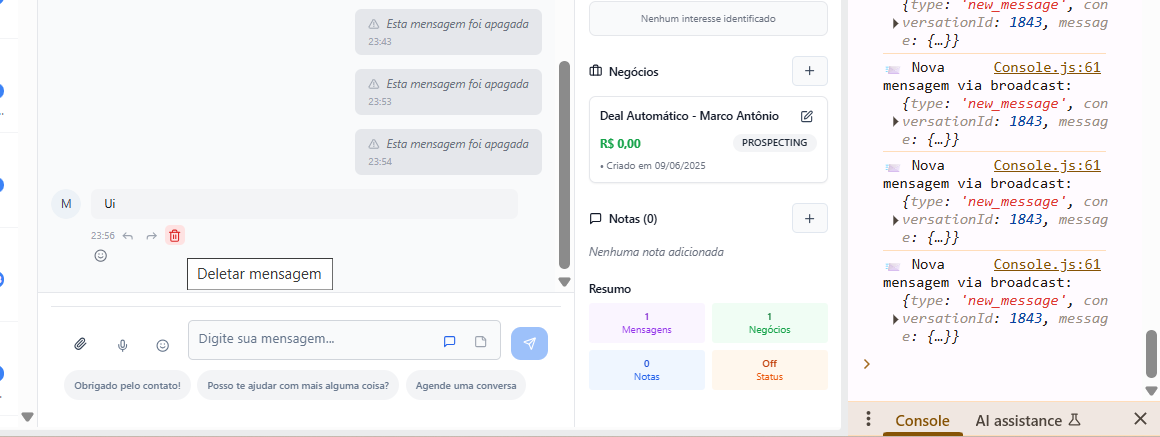 Esta mensagem foi apagada
23:43
Esta mensagem foi apagada
23:53
Esta mensagem foi apagada
23:54
M
Ui
23:56
Deletar mensagem
Digite sua mensagem...
Obrigado pelo contato!
Posso te ajudar com mais alguma coisa?
Agende uma conversa
Nenhum interesse identificado
Negócios
+
Deal Automático - Marco Antônio
R$ 0,00
PROSPECTING
• Criado em 09/06/2025
Notas (0)
+
Nenhuma nota adicionada
Resumo
1
Mensagens
1
Negócios
0
Notas
Off
Status
{type: 'new_message', con
versationId: 1843, messag
e: {…}}
Nova Console.js:61
mensagem via broadcast:
{type: 'new_message', con
versationId: 1843, messag
e: {…}}
Nova Console.js:61
mensagem via broadcast:
{type: 'new_message', con
versationId: 1843, messag
e: {…}}
Nova Console.js:61
mensagem via broadcast:
{type: 'new_message', con
versationId: 1843, messag
e: {…}}
Console
AI assistance